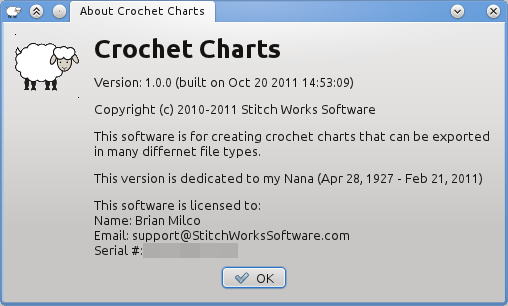 About Crochet Charts
Crochet Charts
Version: 1.0.0 (built on Oct 20 2011 14:53:09)
Copyright (c) 2010-2011 Stitch Works Software
This software is for creating crochet charts that can be exported
in many differnet file types.
This version is dedicated to my Nana (Apr 28, 1927 - Feb 21, 2011)
This software is licensed to:
Name: Brian Milco
Email: support@StitchWorksSoftware.com
Serial #:
OK